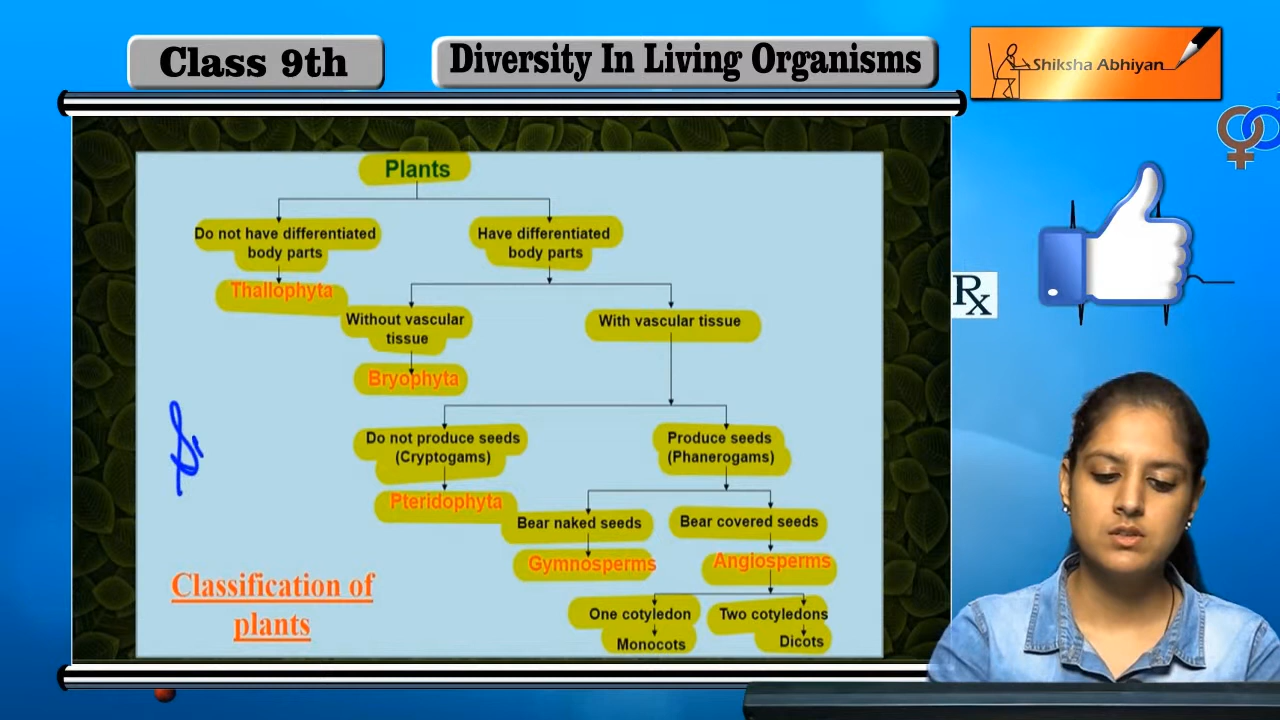 Class 9th
Diversity In Living Organisms
Shiksha Abhiyan
Plants
Do not have differentiated
body parts
Have differentiated
body parts
Thallophyta
Without vascular
tissue
With vascular tissue
Rx
Bryophyta
Do not produce seeds
(Cryptogams)
Produce seeds
(Phanerogams)
Pteridophyta
Bear naked seeds
Bear covered seeds
Gymnosperms
Angiosperms
Classification of
plants
One cotyledon
Two cotyledons
Monocots
Dicots